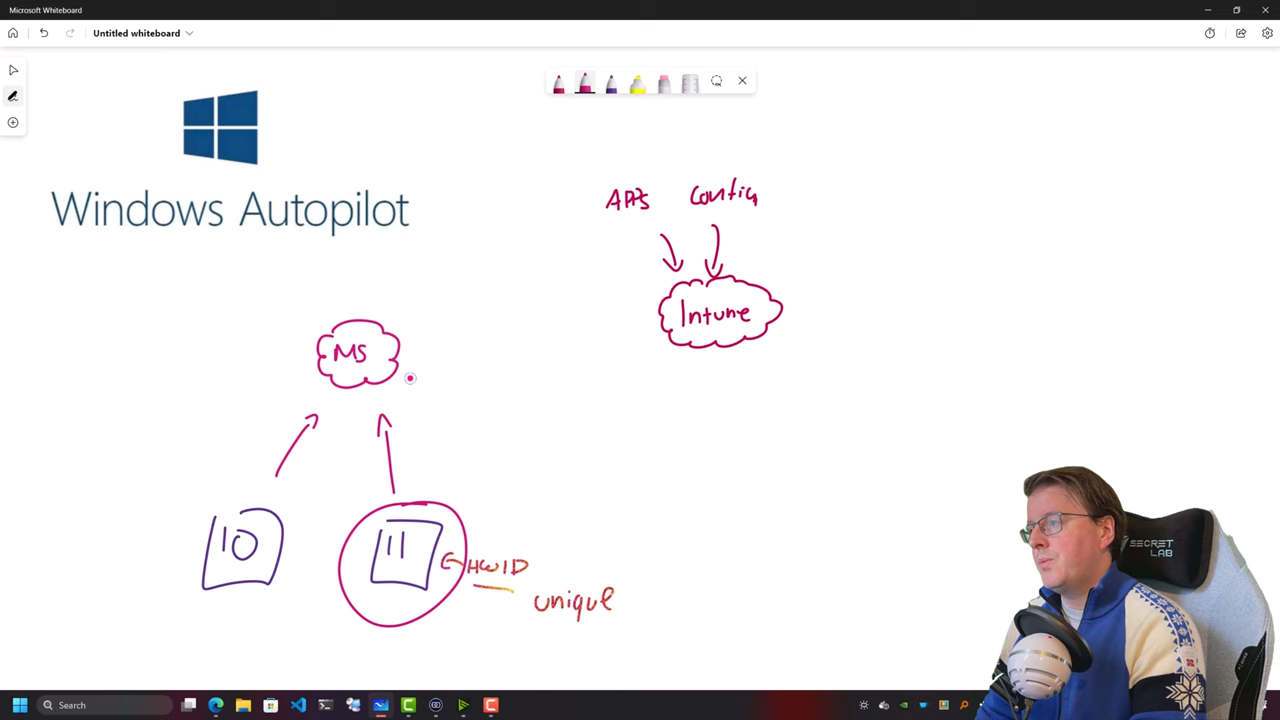 Microsoft Whiteboard
Untitled whiteboard
Windows Autopilot
APPS Config
Intune
MS
10
11
HWID
unique
SECRET
LAB
Search